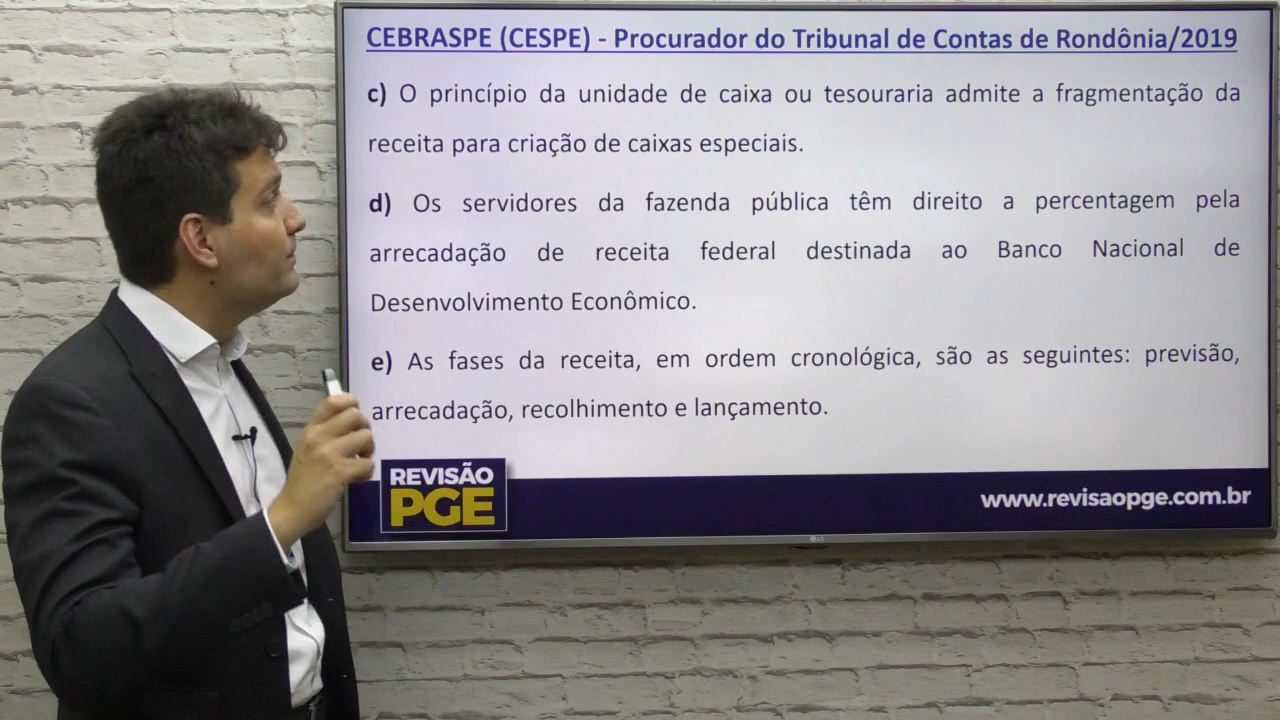 CEBRASPE (CESPE) - Procurador do Tribunal de Contas de Rondônia/2019
c) O princípio da unidade de caixa ou tesouraria admite a fragmentação da
receita para criação de caixas especiais.
d) Os servidores da fazenda pública têm direito a percentagem pela
arrecadação de receita federal destinada ao Banco Nacional de
Desenvolvimento Econômico.
e) As fases da receita, em ordem cronológica, são as seguintes: previsão,
arrecadação, recolhimento e lançamento.
REVISÃO
PGE
www.revisaopge.com.br
LG